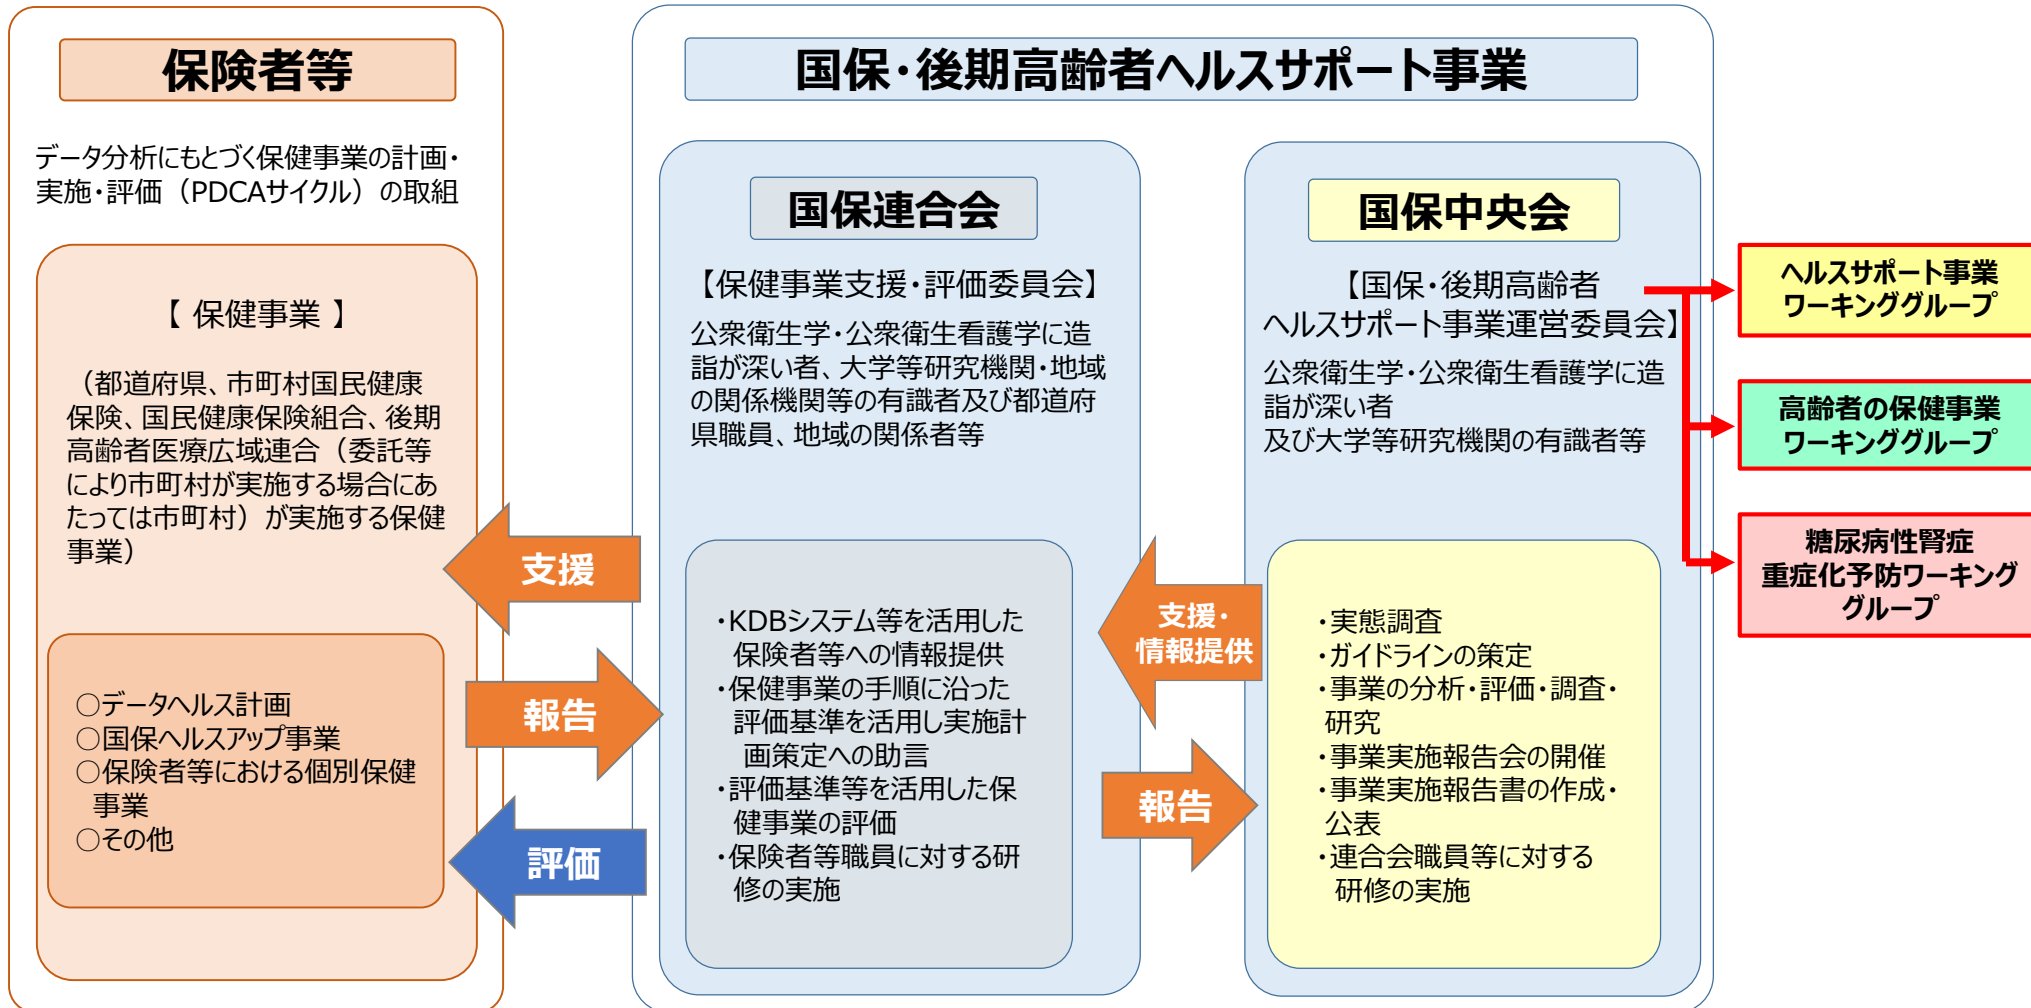 保険者等
データ分析にもとづく保健事業の計画・
実施・評価（PDCAサイクル）の取組
【 保健事業 】
（都道府県、市町村国民健康
保険、国民健康保険組合、後期
高齢者医療広域連合（委託等
により市町村が実施する場合にあ
たっては市町村）が実施する保健
事業）
○データヘルス計画
○国保ヘルスアップ事業
○保険者等における個別保健
事業
○その他
支援
報告
評価
国保・後期高齢者ヘルスサポート事業
国保連合会
【保健事業支援・評価委員会】
公衆衛生学・公衆衛生看護学に造
詣が深い者、大学等研究機関・地域
の関係機関等の有識者及び都道府
県職員、地域の関係者等
・KDBシステム等を活用した
保険者等への情報提供
・保健事業の手順に沿った
評価基準を活用し実施計
画策定への助言
・評価基準等を活用した保
健事業の評価
・保険者等職員に対する研
修の実施
支援・
情報提供
報告
国保中央会
【国保・後期高齢者
ヘルスサポート事業運営委員会】
公衆衛生学・公衆衛生看護学に造
詣が深い者
及び大学等研究機関の有識者等
・実態調査
・ガイドラインの策定
・事業の分析・評価・調査・
研究
・事業実施報告会の開催
・事業実施報告書の作成・
公表
・連合会職員等に対する
研修の実施
ヘルスサポート事業
ワーキンググループ
高齢者の保健事業
ワーキンググループ
糖尿病性腎症
重症化予防ワーキング
グループ